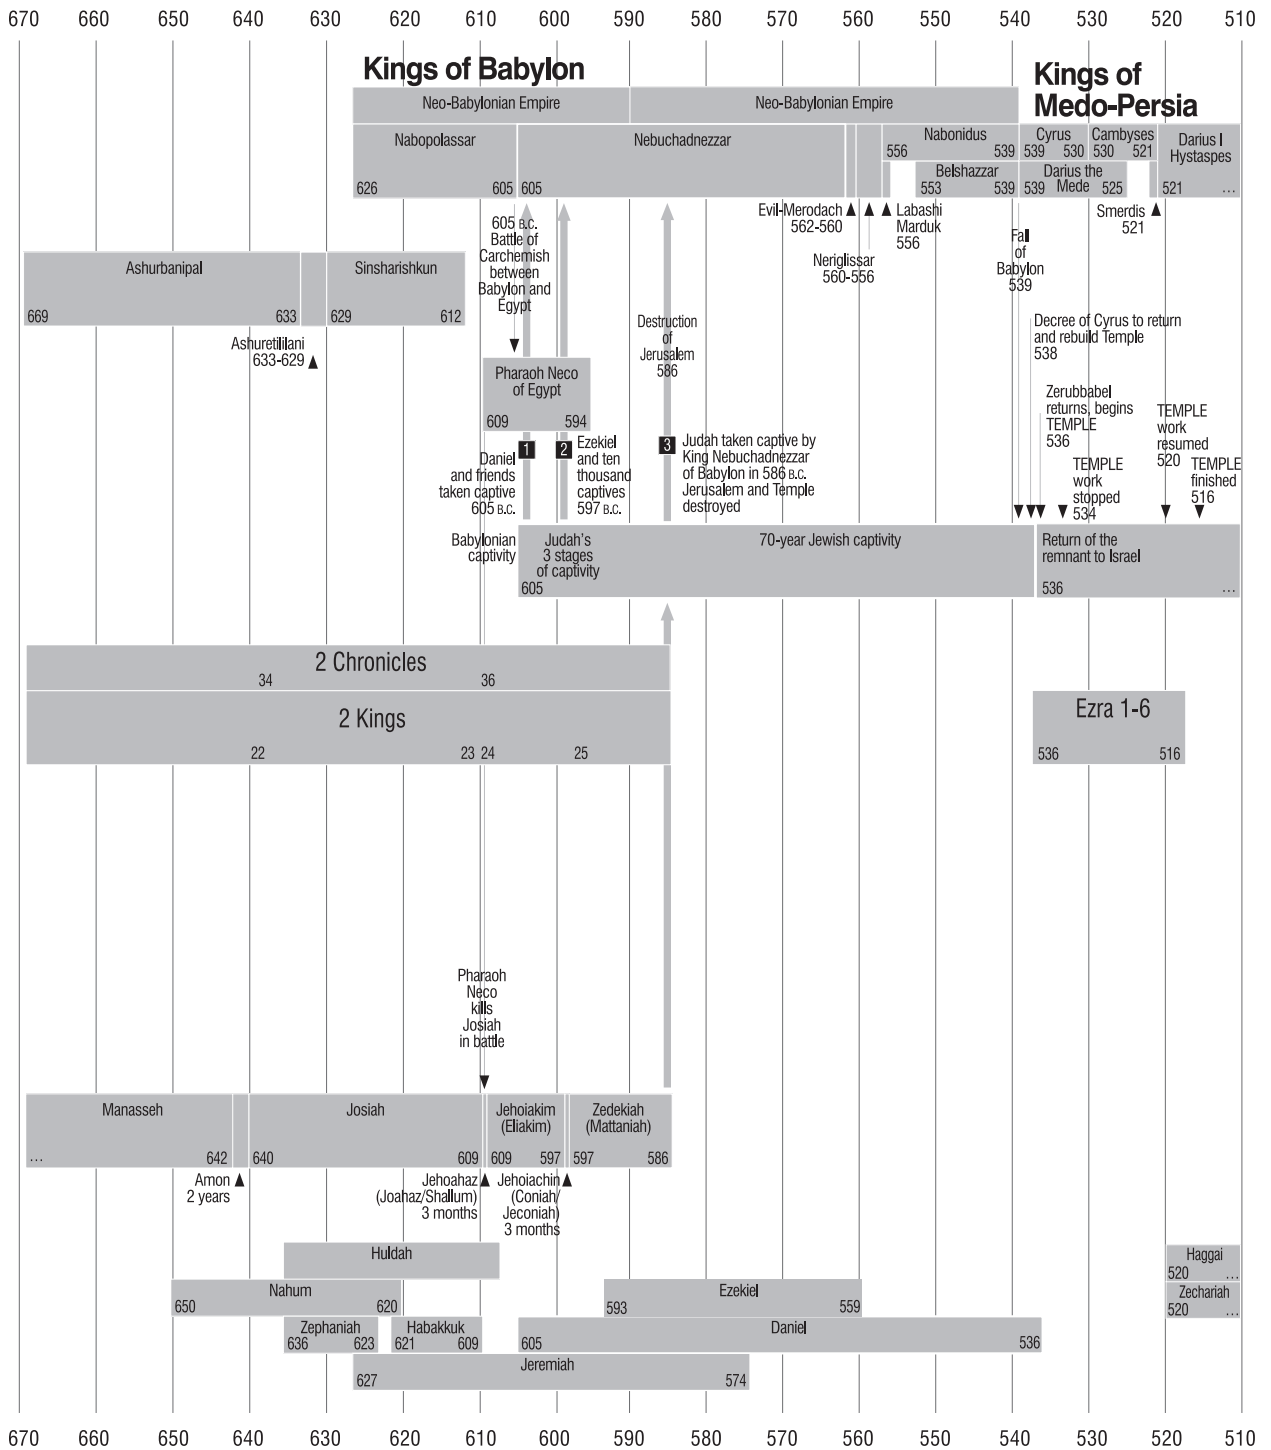 670 660 650 640 630 620 610 600 590 580 570 560 550 540 530 520 510
Kings of Babylon
Kings of
Medo-Persia
Neo-Babylonian Empire
Neo-Babylonian Empire
Nabopolassar
626 605
Nebuchadnezzar
605
Nabonidus
556 539
Belshazzar
553 539
Cyrus
539 530
Cambyses
530 521
Darius the
Mede
539 525
Darius I
Hystaspes
521 ...
Evil-Merodach
562-560
Neriglissar
560-556
Labashi
Marduk
556
Smerdis
521
Fall
of
Babylon
539
605 B.C.
Battle of
Carchemish
between
Babylon and
Egypt
Ashurbanipal
669 633
Sinsharishkun
629 612
Ashuretililani
633-629
Destruction
of
Jerusalem
586
Decree of Cyrus to return
and rebuild Temple
538
Pharaoh Neco
of Egypt
609 594
Zerubbabel
returns, begins
TEMPLE
536
TEMPLE
work
resumed
520
TEMPLE
work
stopped
534
TEMPLE
finished
516
1
Daniel
and friends
taken captive
605 B.C.
2
Ezekiel
and ten
thousand
captives
597 B.C.
3
Judah taken captive by
King Nebuchadnezzar
of Babylon in 586 B.C.
Jerusalem and Temple
destroyed
Babylonian
captivity
Judah's
3 stages
of captivity
605
70-year Jewish captivity
Return of the
remnant to Israel
536 ...
2 Chronicles
34 36
2 Kings
22 23 24 25
Ezra 1-6
536 516
Pharaoh
Neco
kills
Josiah
in battle
Manasseh
... 642
Josiah
640 609
Jehoiakim
(Eliakim)
609 597
Zedekiah
(Mattaniah)
597 586
Amon
2 years
Jehoahaz
(Joahaz/Shallum)
3 months
Jehoiachin
(Coniah/
Jeconiah)
3 months
Huldah
Nahum
650 620
Zephaniah
636 623
Habakkuk
621 609
Jeremiah
627 574
Ezekiel
593 559
Daniel
605 536
Haggai
520 ...
Zechariah
520 ...
670 660 650 640 630 620 610 600 590 580 570 560 550 540 530 520 510